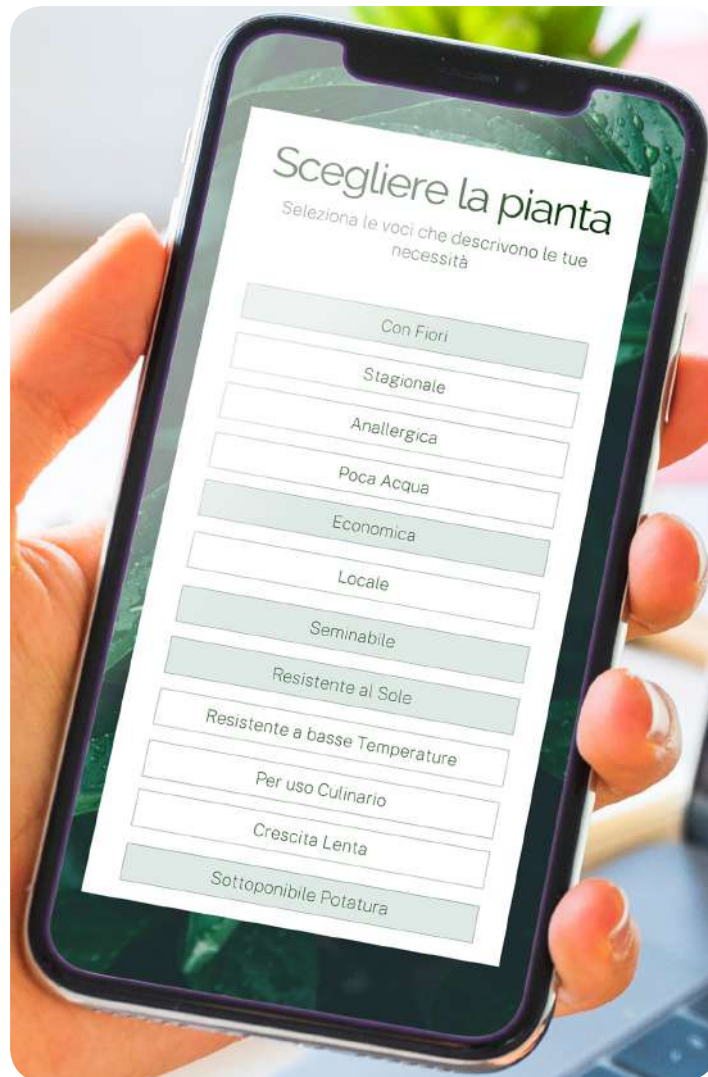 Scegliere la pianta
Seleziona le voci che descrivono le tue
necessità
Con Fiori
Stagionale
Anallergica
Poca Acqua
Economica
Locale
Seminabile
Resistente al Sole
Resistente a basse Temperature
Per uso Culinario
Crescita Lenta
Sottoponibile Potatura